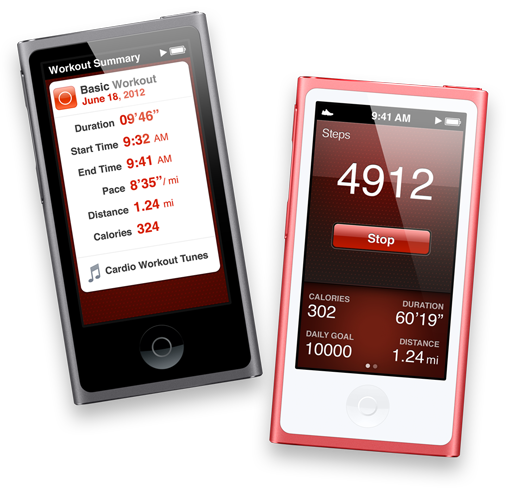 Workout Summary
Basic Workout
June 18, 2012
Duration 09'46”
Start Time 9:32 AM
End Time 9:41 AM
Pace 8'35”/ mi
Distance 1.24 mi
Calories 324
Cardio Workout Tunes
9:41 AM
Steps
4912
Stop
CALORIES
302
DURATION
60'19”
DAILY GOAL
10000
DISTANCE
1.24 mi